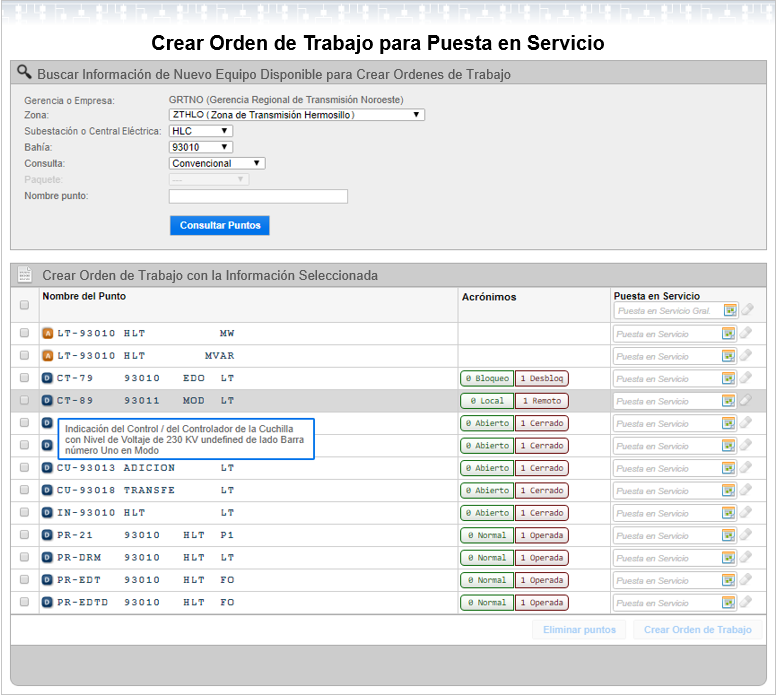 Crear Orden de Trabajo para Puesta en Servicio
Buscar Información de Nuevo Equipo Disponible para Crear Ordenes de Trabajo
Gerencia o Empresa: GRTNO (Gerencia Regional de Transmisión Noroeste)
Zona: ZTHLO (Zona de Transmisión Hermosillo)
Subestación o Central Eléctrica: HLC
Bahía: 93010
Consulta: Convencional
Paquete: ---
Nombre punto:
Consultar Puntos
Crear Orden de Trabajo con la Información Seleccionada
Nombre del Punto Acrónimos Puesta en Servicio
Puesta en Servicio Gral.
A LT-93010 HLT MW Puesta en Servicio
A LT-93010 HLT MVAR Puesta en Servicio
D CT-79 93010 EDO LT 0 Bloqueo 1 Desbloq Puesta en Servicio
D CT-89 93011 MOD LT 0 Local 1 Remoto Puesta en Servicio
D 0 Abierto 1 Cerrado Puesta en Servicio
Indicación del Control / del Controlador de la Cuchilla
con Nivel de Voltaje de 230 KV undefined de lado Barra
número Uno en Modo
D 0 Abierto 1 Cerrado Puesta en Servicio
D CU-93013 ADICION LT 0 Abierto 1 Cerrado Puesta en Servicio
D CU-93018 TRANSFE LT 0 Abierto 1 Cerrado Puesta en Servicio
D IN-93010 HLT LT 0 Abierto 1 Cerrado Puesta en Servicio
D PR-21 93010 HLT P1 0 Normal 1 Operada Puesta en Servicio
D PR-DRM 93010 HLT LT 0 Normal 1 Operada Puesta en Servicio
D PR-EDT 93010 HLT FO 0 Normal 1 Operada Puesta en Servicio
D PR-EDTD 93010 HLT FO 0 Normal 1 Operada Puesta en Servicio
Eliminar puntos Crear Orden de Trabajo